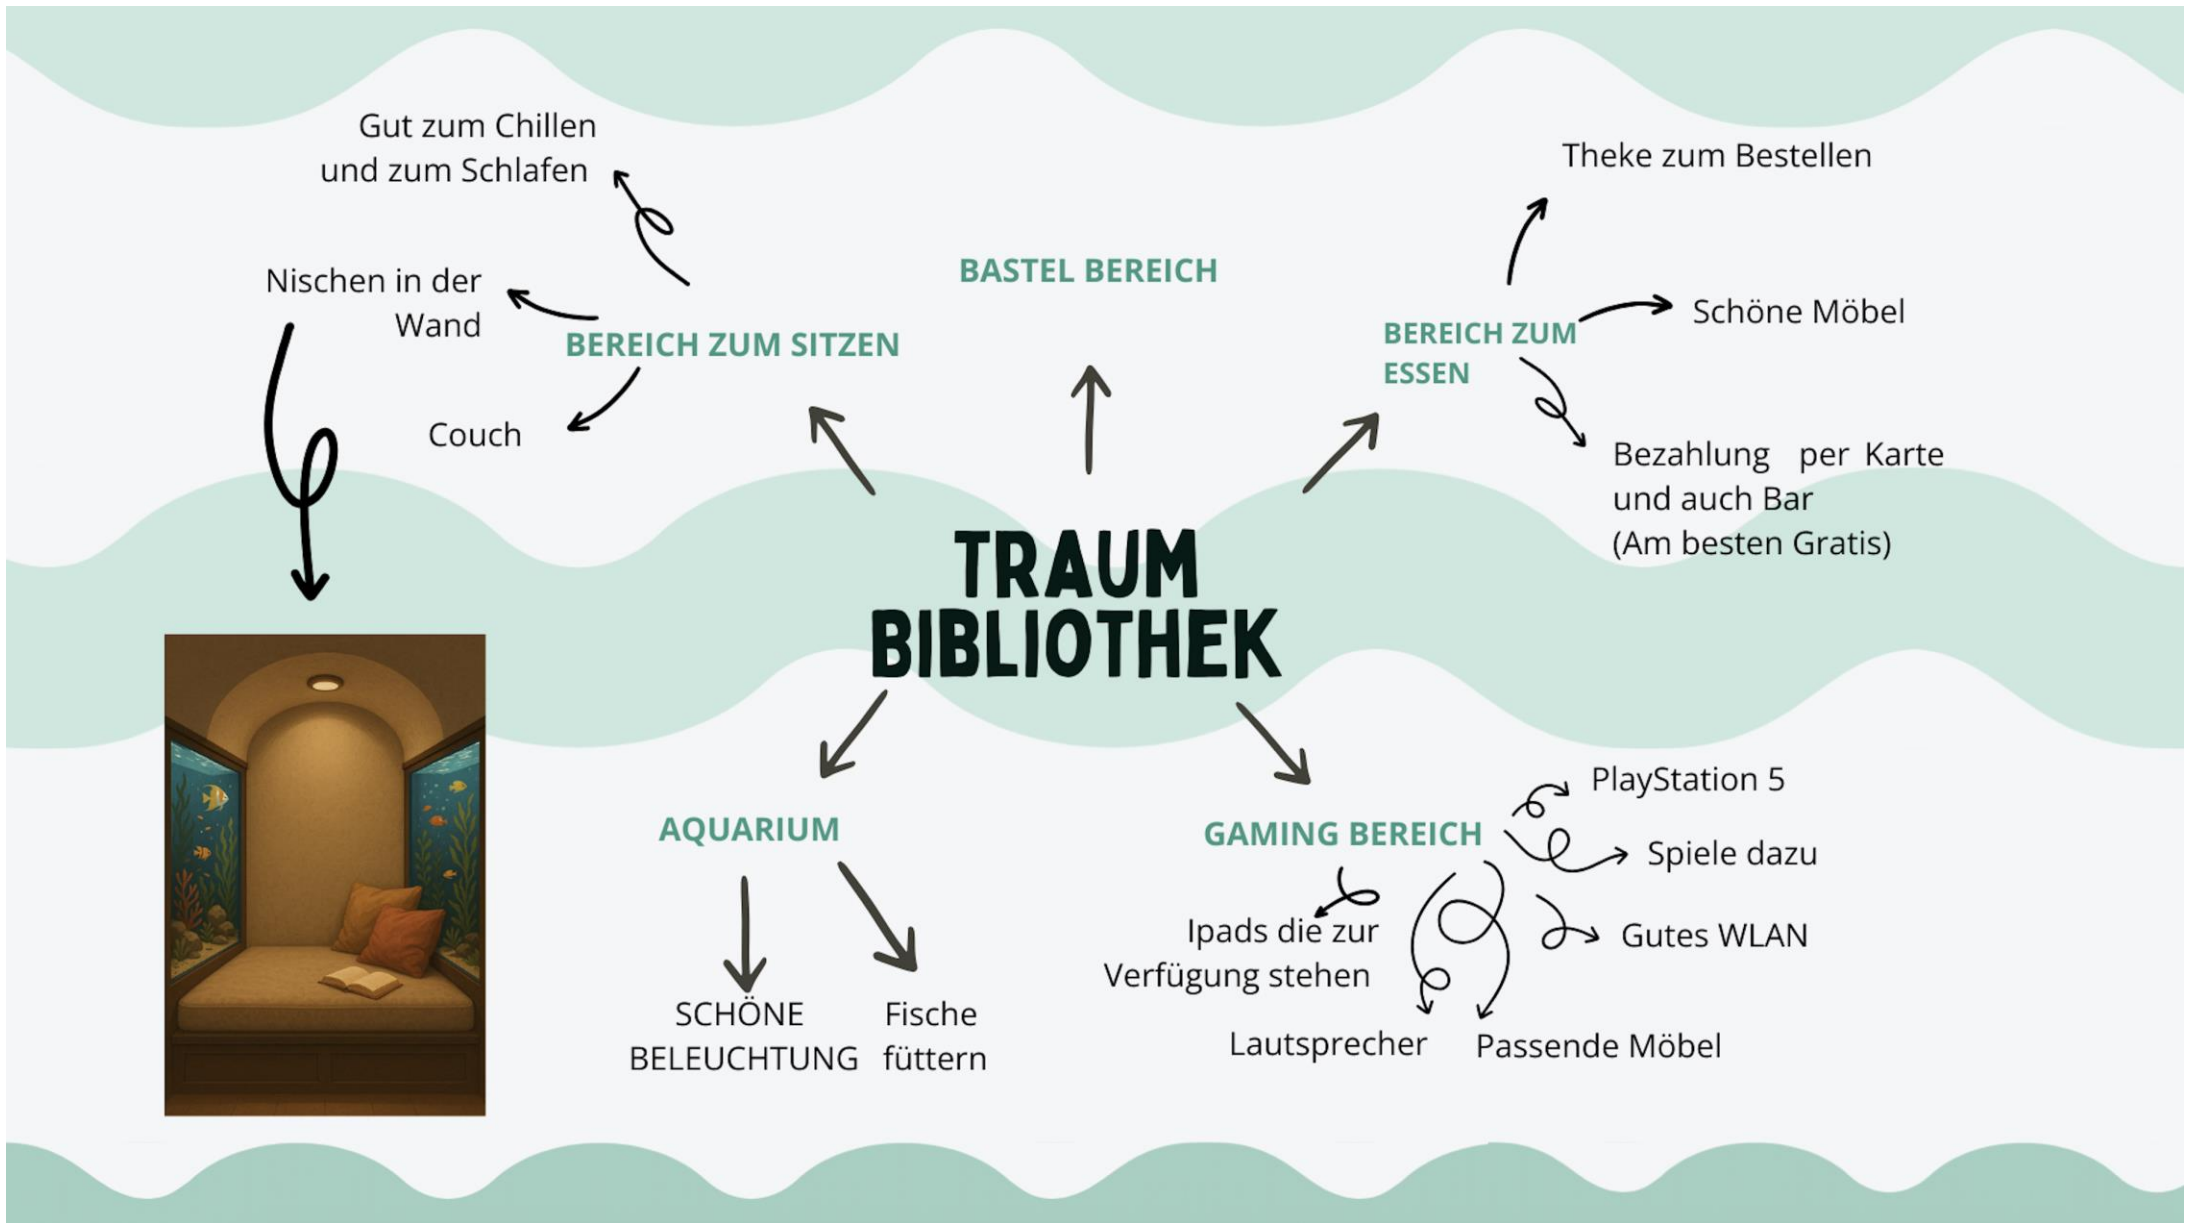 Gut zum Chillen
und zum Schlafen
Nischen in der
Wand
BEREICH ZUM SITZEN
Couch
BASTEL BEREICH
Theke zum Bestellen
BEREICH ZUM
ESSEN
Schöne Möbel
Bezahlung per Karte
und auch Bar
(Am besten Gratis)
TRAUM
BIBLIOTHEK
AQUARIUM
SCHÖNE
BELEUCHTUNG
Fische
füttern
GAMING BEREICH
PlayStation 5
Spiele dazu
Gutes WLAN
Ipads die zur
Verfügung stehen
Lautsprecher
Passende Möbel